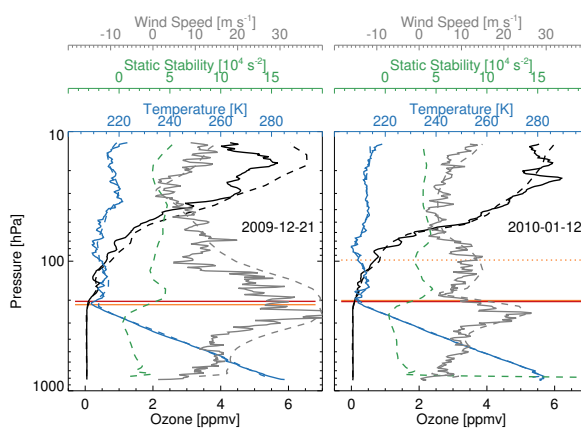 Wind Speed [m s⁻¹] Wind Speed [m s⁻¹]
-10 0 10 20 30 -10 0 10 20 30
Static Stability [10⁴ s⁻²] Static Stability [10⁴ s⁻²]
0 5 10 15 0 5 10 15
Temperature [K] Temperature [K]
220 240 260 280 220 240 260 280
10
2009-12-21 2010-01-12
100
1000
Pressure [hPa]
0 2 4 6 0 2 4 6
Ozone [ppmv] Ozone [ppmv]